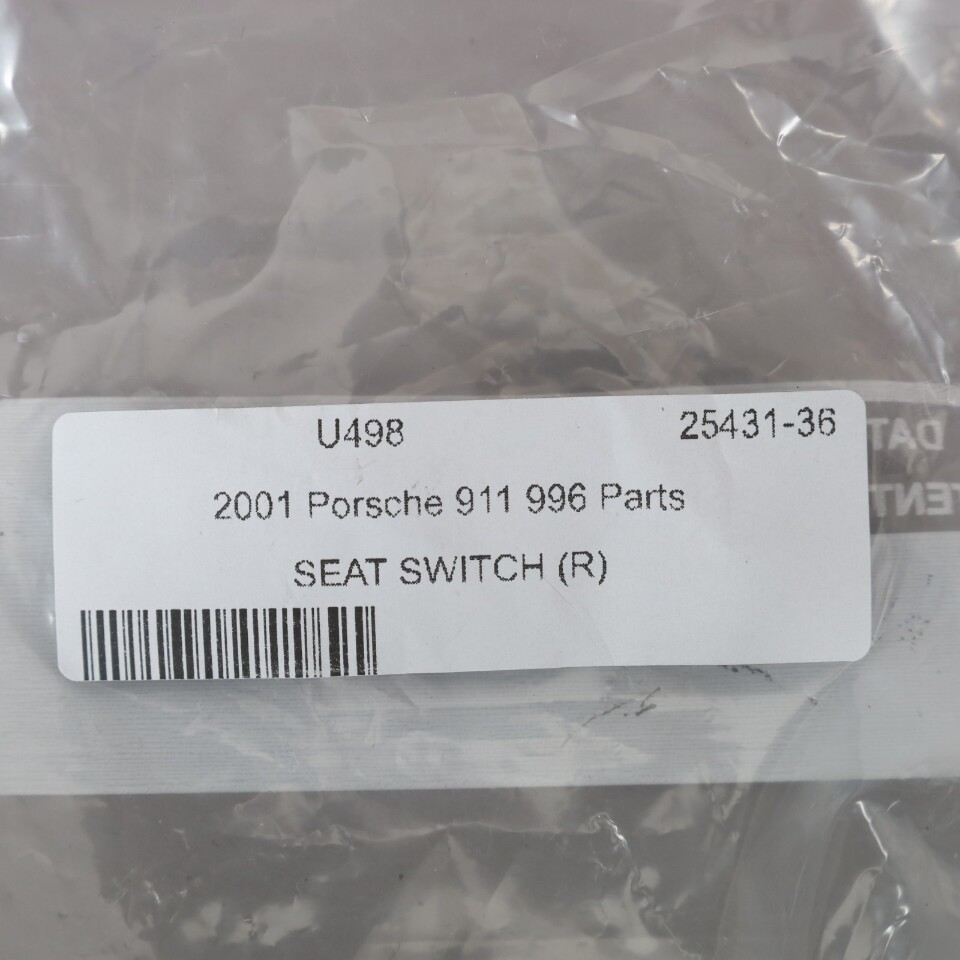 U498 25431-36
2001 Porsche 911 996 Parts
SEAT SWITCH (R)